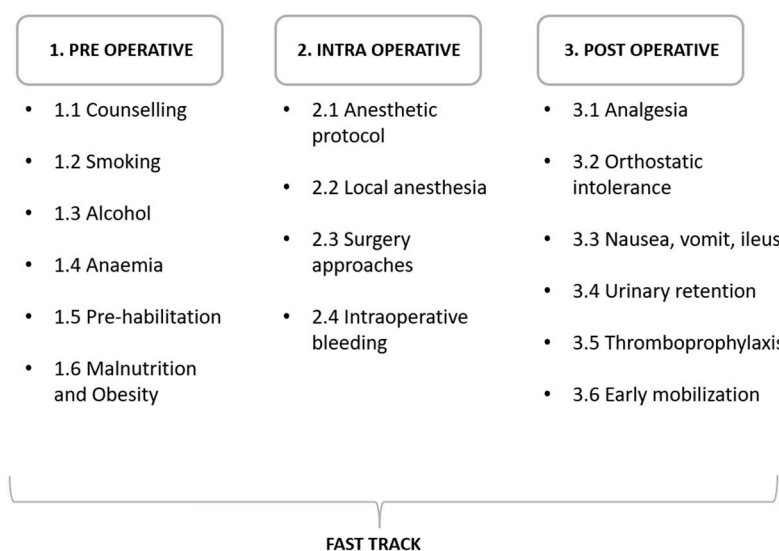 1. PRE OPERATIVE
• 1.1 Counselling
• 1.2 Smoking
• 1.3 Alcohol
• 1.4 Anaemia
• 1.5 Pre-habilitation
• 1.6 Malnutrition
and Obesity
2. INTRA OPERATIVE
• 2.1 Anesthetic
protocol
• 2.2 Local anesthesia
• 2.3 Surgery
approaches
• 2.4 Intraoperative
bleeding
3. POST OPERATIVE
• 3.1 Analgesia
• 3.2 Orthostatic
intolerance
• 3.3 Nausea, vomit, ileus
• 3.4 Urinary retention
• 3.5 Thromboprophylaxis
• 3.6 Early mobilization
FAST TRACK